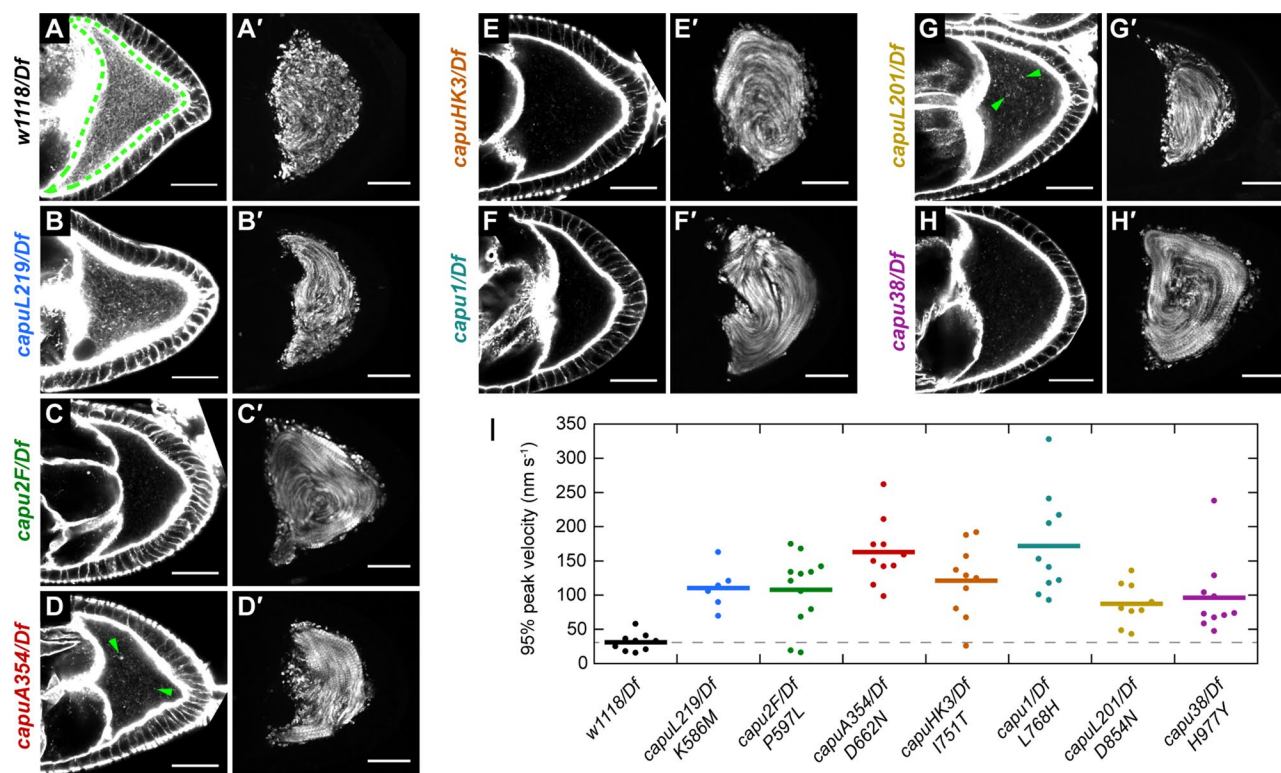 A
A′
w1118/Df
B
B′
capuL219/Df
C
C′
capu2F/Df
D
D′
capuA354/Df
E
E′
capuHK3/Df
F
F′
capu1/Df
G
G′
capuL201/Df
H
H′
capu38/Df
I
95% peak velocity (nm s⁻¹)
350
300
250
200
150
100
50
0
w1118/Df
capuL219/Df
K586M
capu2F/Df
P597L
capuA354/Df
D662N
capuHK3/Df
I751T
capu1/Df
L768H
capuL201/Df
D854N
capu38/Df
H977Y